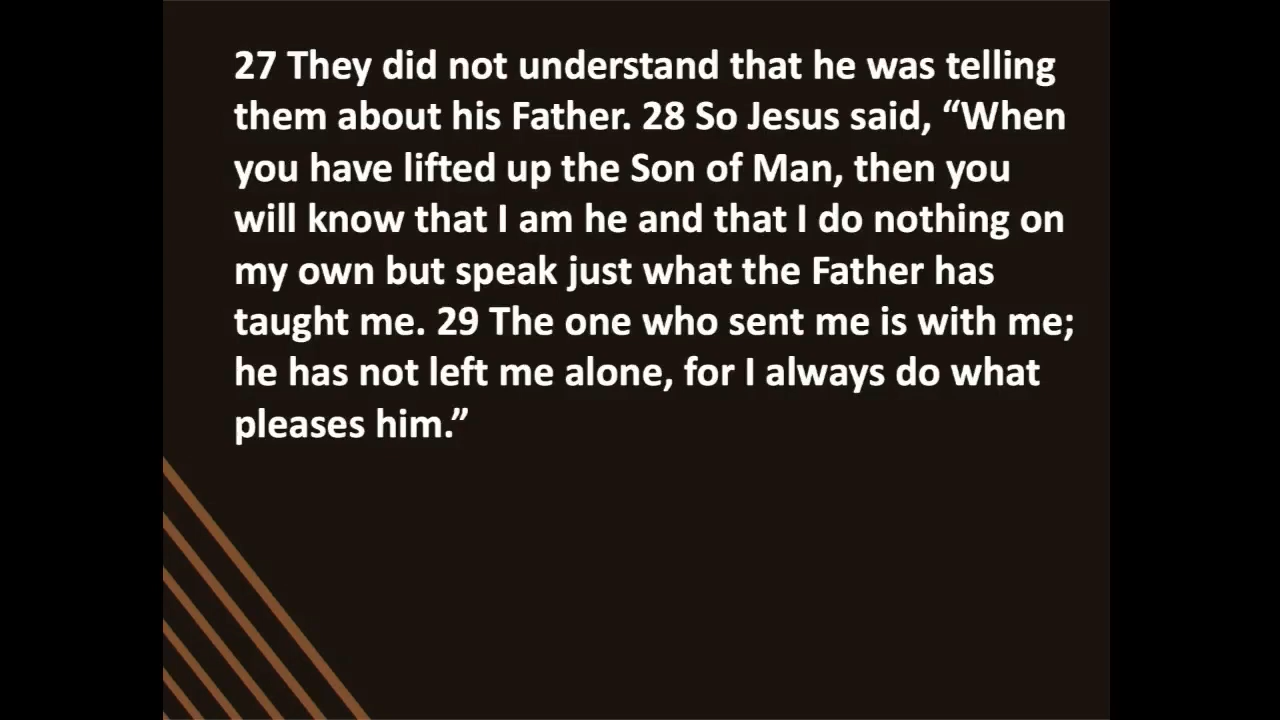 27 They did not understand that he was telling
them about his Father. 28 So Jesus said, “When
you have lifted up the Son of Man, then you
will know that I am he and that I do nothing on
my own but speak just what the Father has
taught me. 29 The one who sent me is with me;
he has not left me alone, for I always do what
pleases him.”